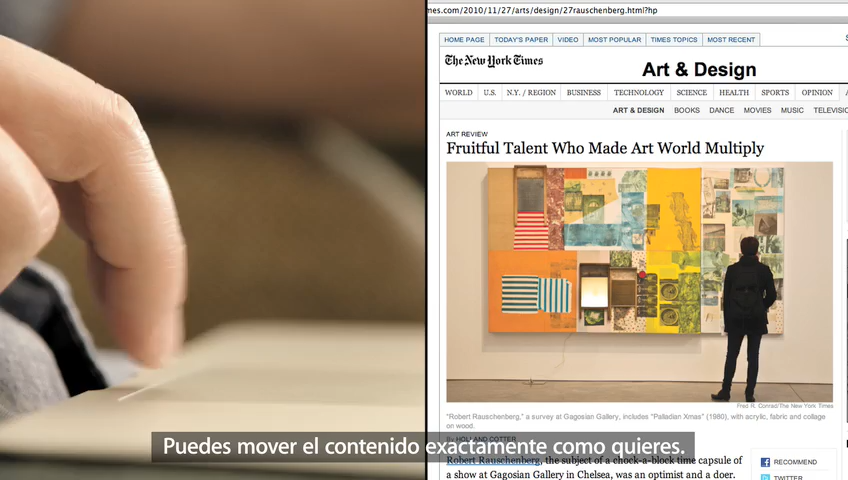 mes.com/2010/11/27/arts/design/27rauschenberg.html?hp
HOME PAGE TODAY'S PAPER VIDEO MOST POPULAR TIMES TOPICS MOST RECENT
The New York Times
Art & Design
WORLD U.S. N.Y. / REGION BUSINESS TECHNOLOGY SCIENCE HEALTH SPORTS OPINION
ART & DESIGN BOOKS DANCE MOVIES MUSIC TELEVISIO
ART REVIEW
Fruitful Talent Who Made Art World Multiply
Fred R. Conrad/The New York Times
"Robert Rauschenberg," a survey at Gagosian Gallery, includes "Palladian Xmas" (1980), with acrylic, fabric and collage
on wood.
By HOLLAND COTTER
Puedes mover el contenido exactamente como quieres.
Robert Rauschenberg, the subject of a chock-a-block time capsule of
a show at Gagosian Gallery in Chelsea, was an optimist and a doer.
RECOMMEND
TWITTER